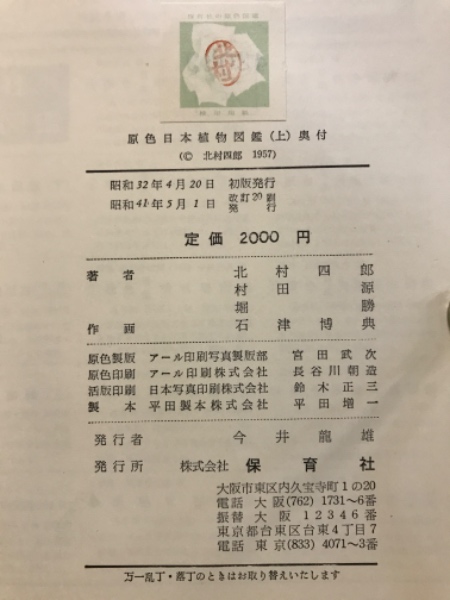 原色日本植物図鑑(上)奥付
(© 北村四郎 1957)
昭和32年4月20日 初版発行
昭和41年5月1日 改訂20刷発行
定価 2000 円
著者 北村四郎
村田源
堀勝
作画 石津博典
原色製版 アール印刷写真製版部 宮田武次
原色印刷 アール印刷株式会社 長谷川朝造
活版印刷 日本写真印刷株式会社 鈴木正三
製本 平田製本株式会社 平田増一
発行者 今井龍雄
発行所 株式会社 保育社
大阪市東区内久宝寺町1の20
電話 大阪(762) 1731〜6番
振替 大阪 12346番
東京都台東区台東4丁目7
電話 東京(833) 4071〜3番
万一乱丁・落丁のときはお取り替えいたします